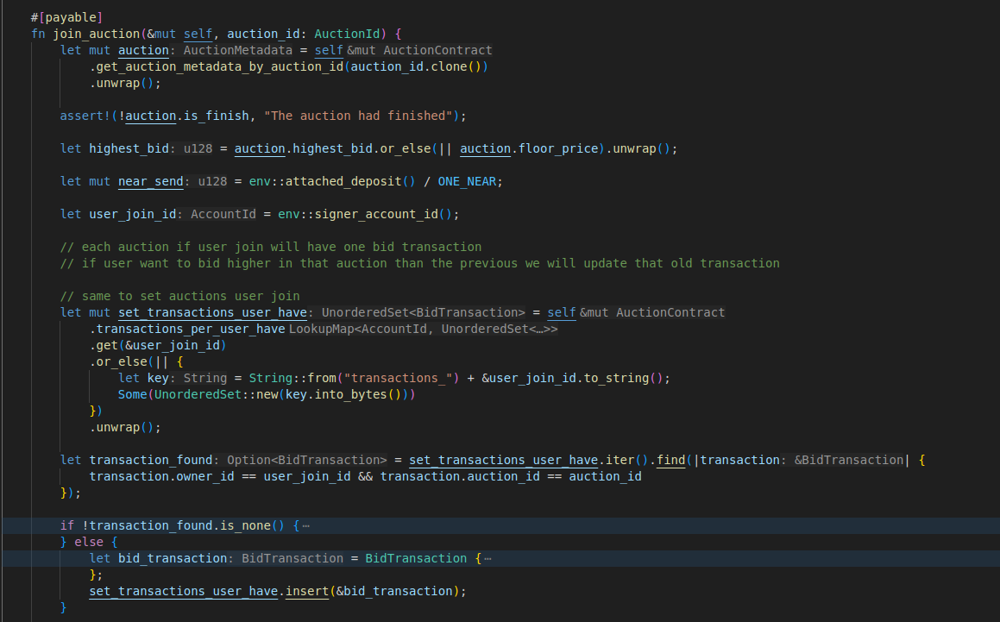 #[payable]
fn join_auction(&mut self, auction_id: AuctionId) {
let mut auction: AuctionMetadata = self &mut AuctionContract
.get_auction_metadata_by_auction_id(auction_id.clone())
.unwrap();
assert!(!auction.is_finish, "The auction had finished");
let highest_bid: u128 = auction.highest_bid.or_else(|| auction.floor_price).unwrap();
let mut near_send: u128 = env::attached_deposit() / ONE_NEAR;
let user_join_id: AccountId = env::signer_account_id();
// each auction if user join will have one bid transaction
// if user want to bid higher in that auction than the previous we will update that old transaction
// same to set auctions user join
let mut set_transactions_user_have: UnorderedSet<BidTransaction> = self &mut AuctionContract
.transactions_per_user_have LookupMap<AccountId, UnorderedSet<…>>
.get(&user_join_id)
.or_else(|| {
let key: String = String::from("transactions_") + &user_join_id.to_string();
Some(UnorderedSet::new(key.into_bytes()))
})
.unwrap();
let transaction_found: Option<BidTransaction> = set_transactions_user_have.iter().find(|transaction: &BidTransaction| {
transaction.owner_id == user_join_id && transaction.auction_id == auction_id
});
if !transaction_found.is_none() {⋯
} else {
let bid_transaction: BidTransaction = BidTransaction {⋯
};
set_transactions_user_have.insert(&bid_transaction);
}